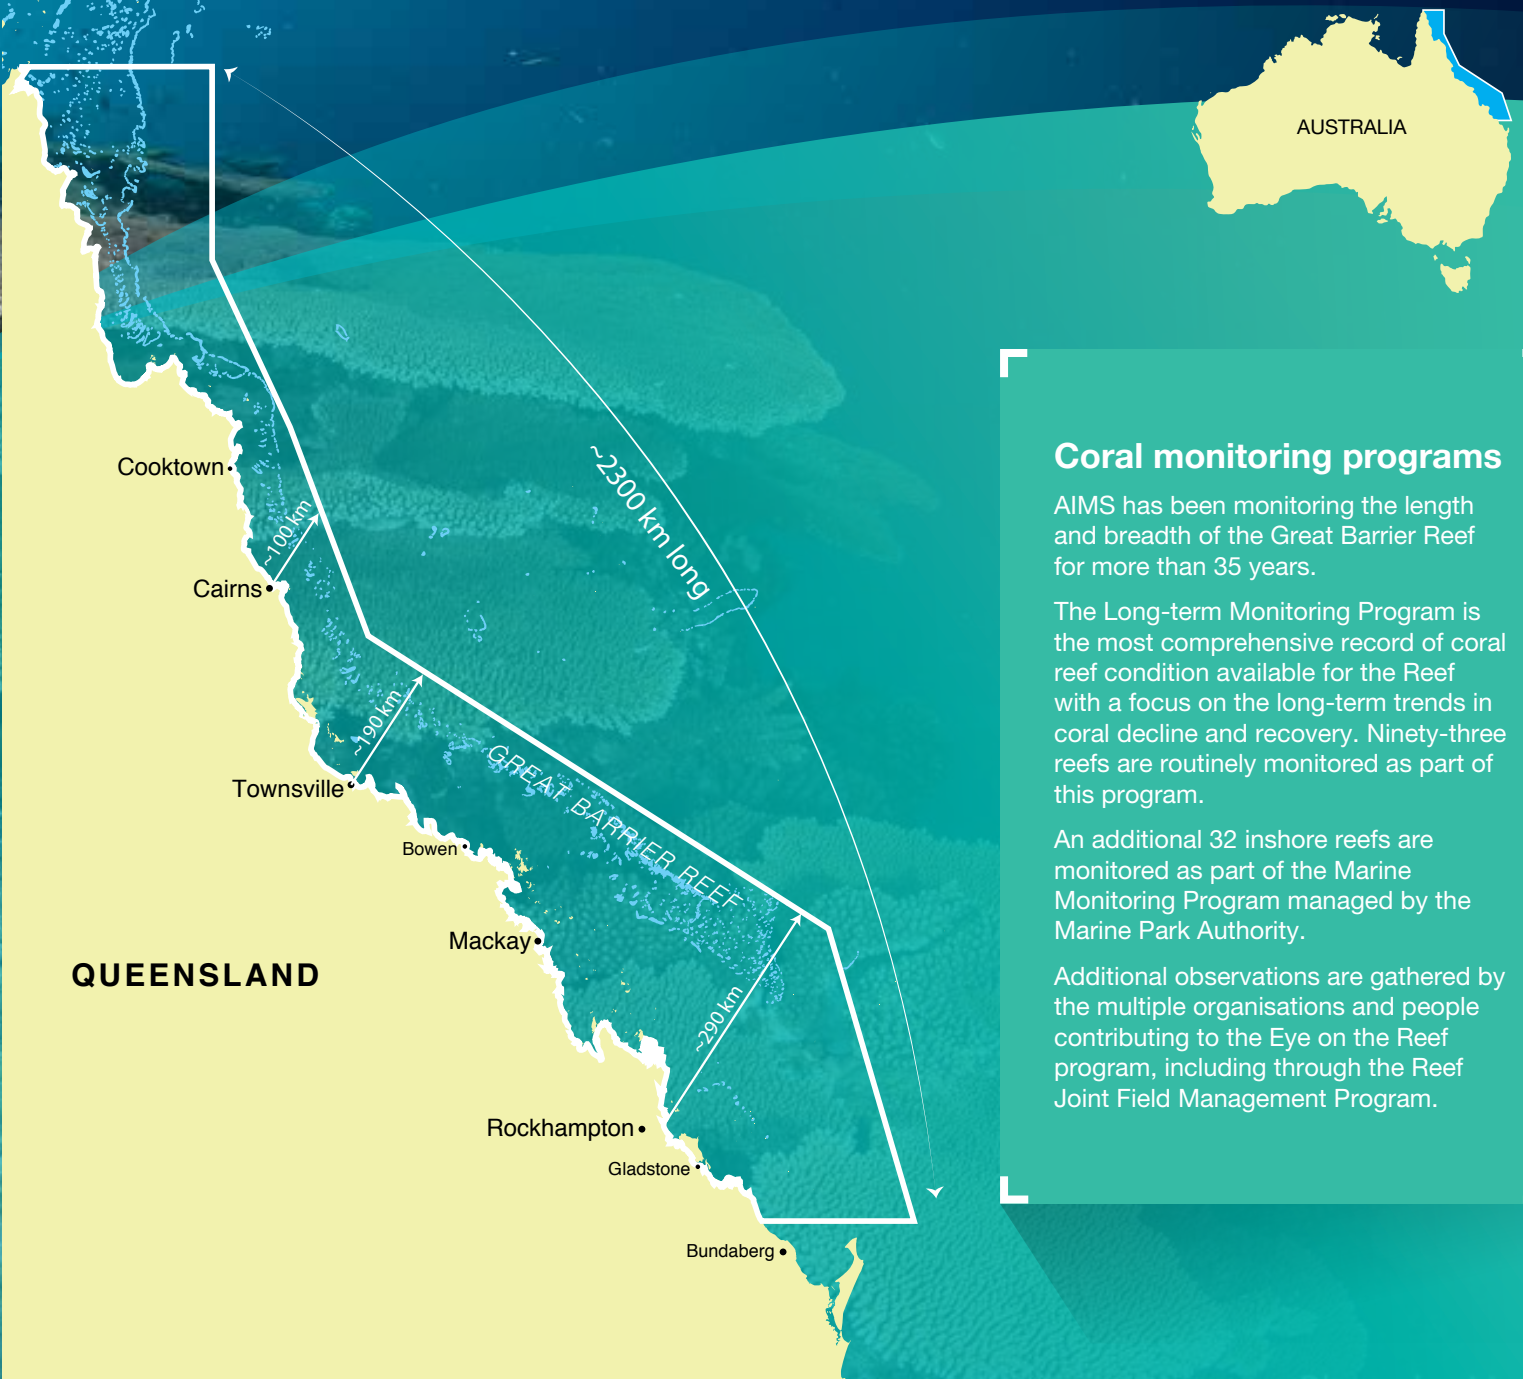 AUSTRALIA
Cooktown
~100 km
Cairns
~2300 km long
~190 km
Townsville
GREAT BARRIER REEF
Bowen
Mackay
QUEENSLAND
~290 km
Rockhampton
Gladstone
Bundaberg
Coral monitoring programs
AIMS has been monitoring the length
and breadth of the Great Barrier Reef
for more than 35 years.
The Long-term Monitoring Program is
the most comprehensive record of coral
reef condition available for the Reef
with a focus on the long-term trends in
coral decline and recovery. Ninety-three
reefs are routinely monitored as part of
this program.
An additional 32 inshore reefs are
monitored as part of the Marine
Monitoring Program managed by the
Marine Park Authority.
Additional observations are gathered by
the multiple organisations and people
contributing to the Eye on the Reef
program, including through the Reef
Joint Field Management Program.